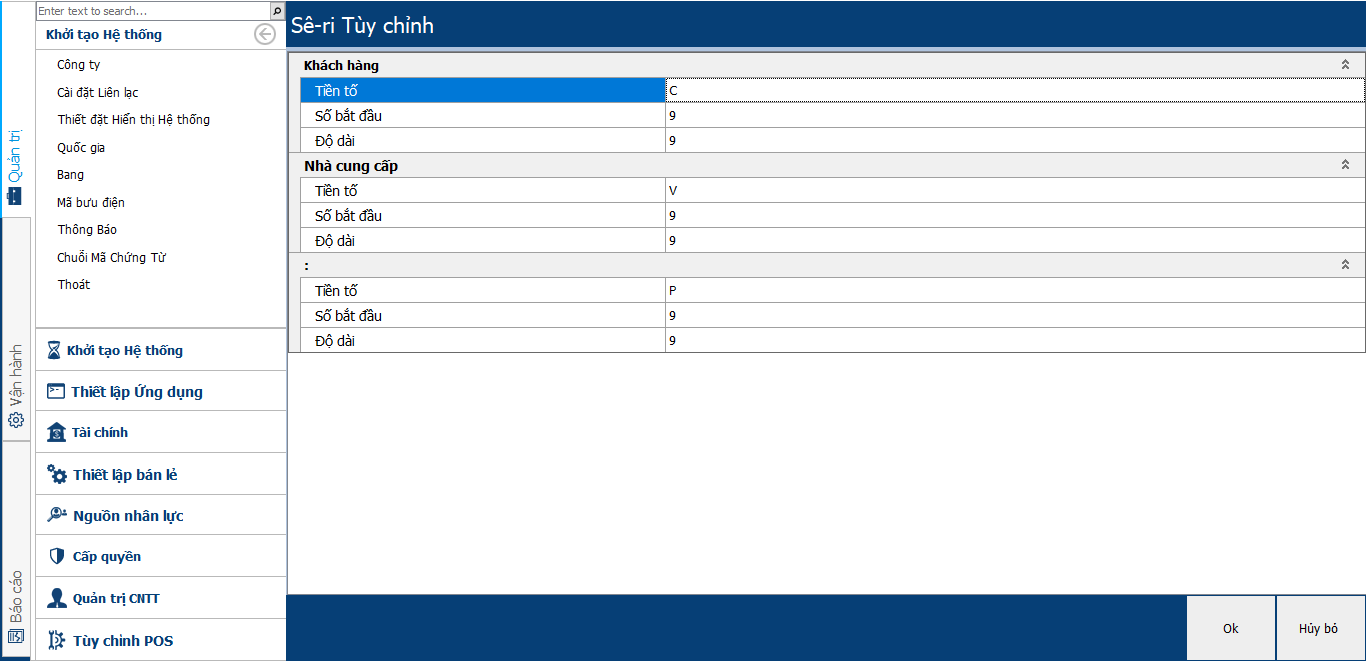 Enter text to search...
Khởi tạo Hệ thống
Công ty
Cài đặt Liên lạc
Thiết đặt Hiển thị Hệ thống
Quốc gia
Bang
Mã bưu điện
Thông Báo
Chuỗi Mã Chứng Từ
Thoát
Khởi tạo Hệ thống
Thiết lập Ứng dụng
Tài chính
Thiết lập bán lẻ
Nguồn nhân lực
Cấp quyền
Quản trị CNTT
Tùy chỉnh POS
Quản trị
Vận hành
Báo cáo
Sê-ri Tùy chỉnh
Khách hàng
Tiền tố C
Số bắt đầu 9
Độ dài 9
Nhà cung cấp
Tiền tố V
Số bắt đầu 9
Độ dài 9
:
Tiền tố P
Số bắt đầu 9
Độ dài 9
Ok
Hủy bỏ